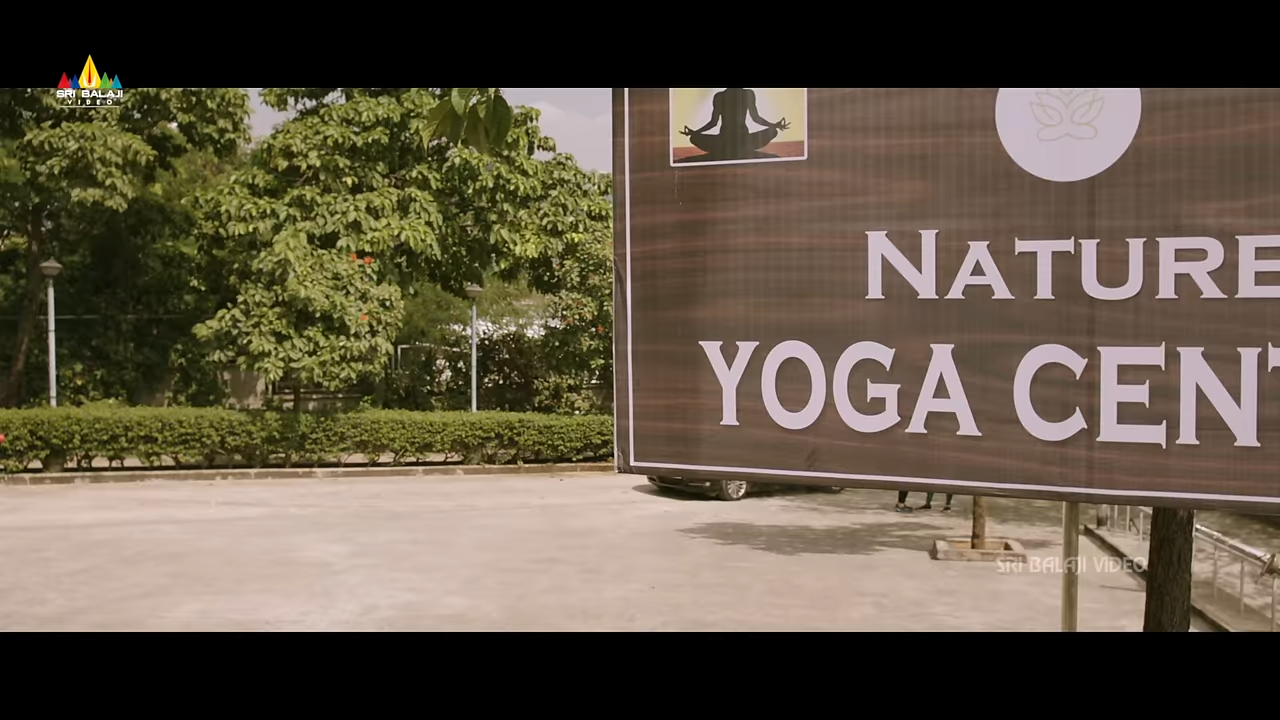 SRI BALAJI
VIDEO
NATURE
YOGA CENT
SRI BALAJI VIDEO